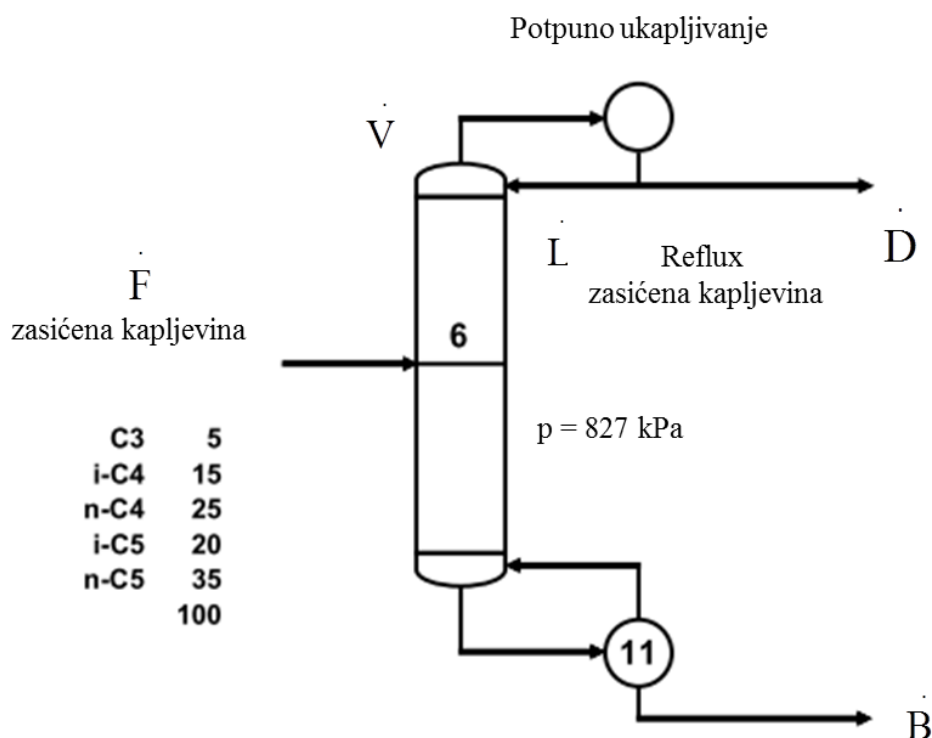 Potpuno ukapljivanje
V̇
Ḟ
zasićena kapljevina
L̇
Reflux
zasićena kapljevina
Ḋ
6
p = 827 kPa
C3 5
i-C4 15
n-C4 25
i-C5 20
n-C5 35
100
11
Ḃ